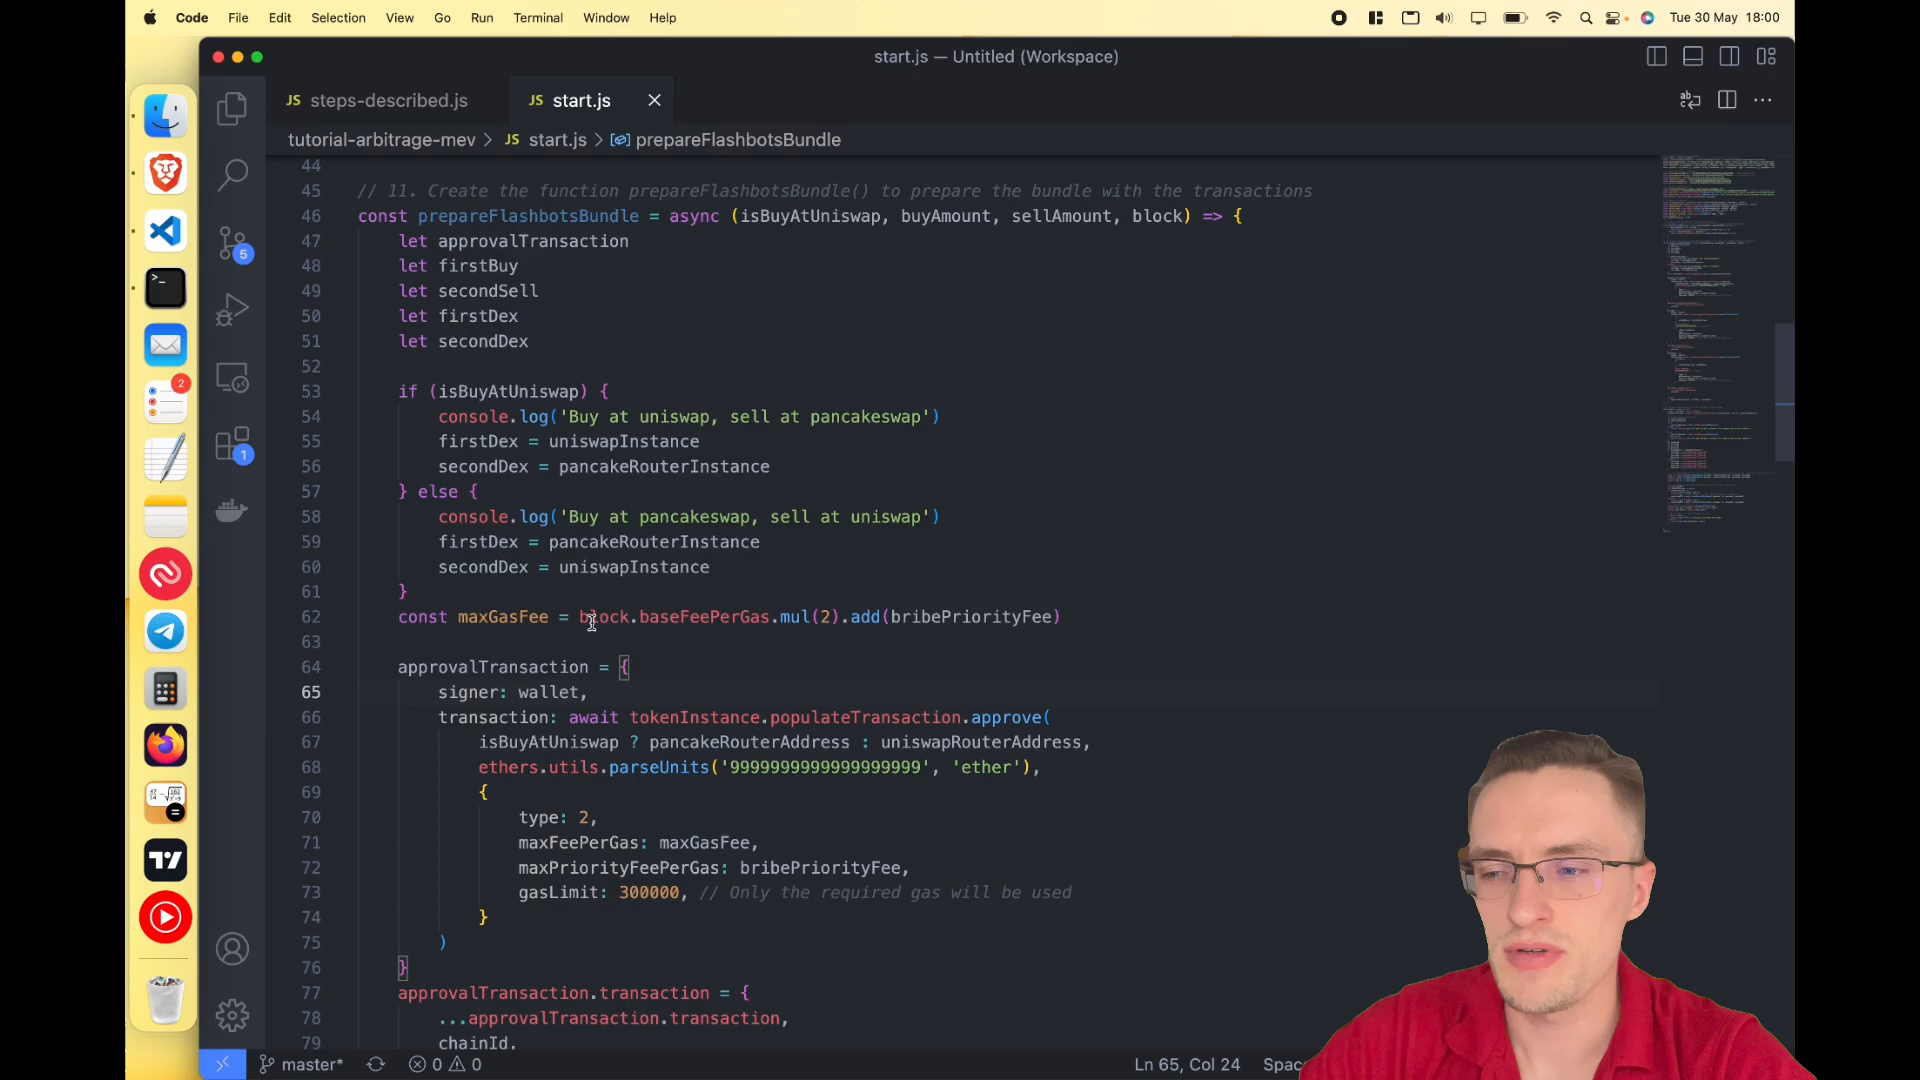 Code File Edit Selection View Go Run Terminal Window Help Tue 30 May 18:00
start.js — Untitled (Workspace)
JS steps-described.js JS start.js
tutorial-arbitrage-mev > JS start.js > prepareFlashbotsBundle
44
45 // 11. Create the function prepareFlashbotsBundle() to prepare the bundle with the transactions
46 const prepareFlashbotsBundle = async (isBuyAtUniswap, buyAmount, sellAmount, block) => {
47 let approvalTransaction
48 let firstBuy
49 let secondSell
50 let firstDex
51 let secondDex
52
53 if (isBuyAtUniswap) {
54 console.log('Buy at uniswap, sell at pancakeswap')
55 firstDex = uniswapInstance
56 secondDex = pancakeRouterInstance
57 } else {
58 console.log('Buy at pancakeswap, sell at uniswap')
59 firstDex = pancakeRouterInstance
60 secondDex = uniswapInstance
61 }
62 const maxGasFee = block.baseFeePerGas.mul(2).add(bribePriorityFee)
63
64 approvalTransaction = {
65 signer: wallet,
66 transaction: await tokenInstance.populateTransaction.approve(
67 isBuyAtUniswap ? pancakeRouterAddress : uniswapRouterAddress,
68 ethers.utils.parseUnits('9999999999999999999', 'ether'),
69 {
70 type: 2,
71 maxFeePerGas: maxGasFee,
72 maxPriorityFeePerGas: bribePriorityFee,
73 gasLimit: 300000, // Only the required gas will be used
74 }
75 )
76 }
77 approvalTransaction.transaction = {
78 ...approvalTransaction.transaction,
79 chainId,
5
1
2
master* 0 0 Ln 65, Col 24 Spac